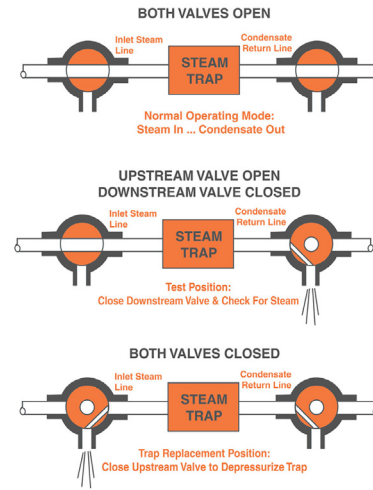 BOTH VALVES OPEN
Inlet Steam
Line
Condensate
Return Line
STEAM
TRAP
Normal Operating Mode:
Steam In ... Condensate Out
UPSTREAM VALVE OPEN
DOWNSTREAM VALVE CLOSED
Inlet Steam
Line
Condensate
Return Line
STEAM
TRAP
Test Position:
Close Downstream Valve & Check For Steam
BOTH VALVES CLOSED
Inlet Steam
Line
Condensate
Return Line
STEAM
TRAP
Trap Replacement Position:
Close Upstream Valve to Depressurize Trap